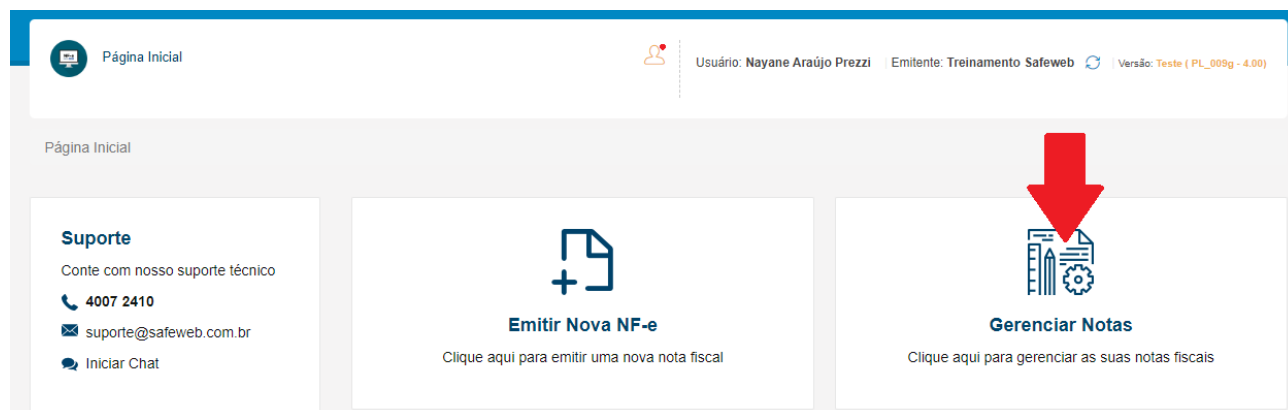 Página Inicial
Usuário: Nayane Araújo Prezzi
Emitente: Treinamento Safeweb
Versão: Teste ( PL_009g - 4.00)
Página Inicial
Suporte
Conte com nosso suporte técnico
4007 2410
suporte@safeweb.com.br
Iniciar Chat
Emitir Nova NF-e
Clique aqui para emitir uma nova nota fiscal
Gerenciar Notas
Clique aqui para gerenciar as suas notas fiscais